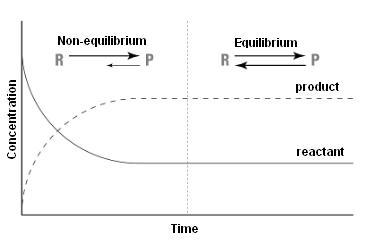 Non-equilibrium
R P
Equilibrium
R P
product
reactant
Concentration
Time